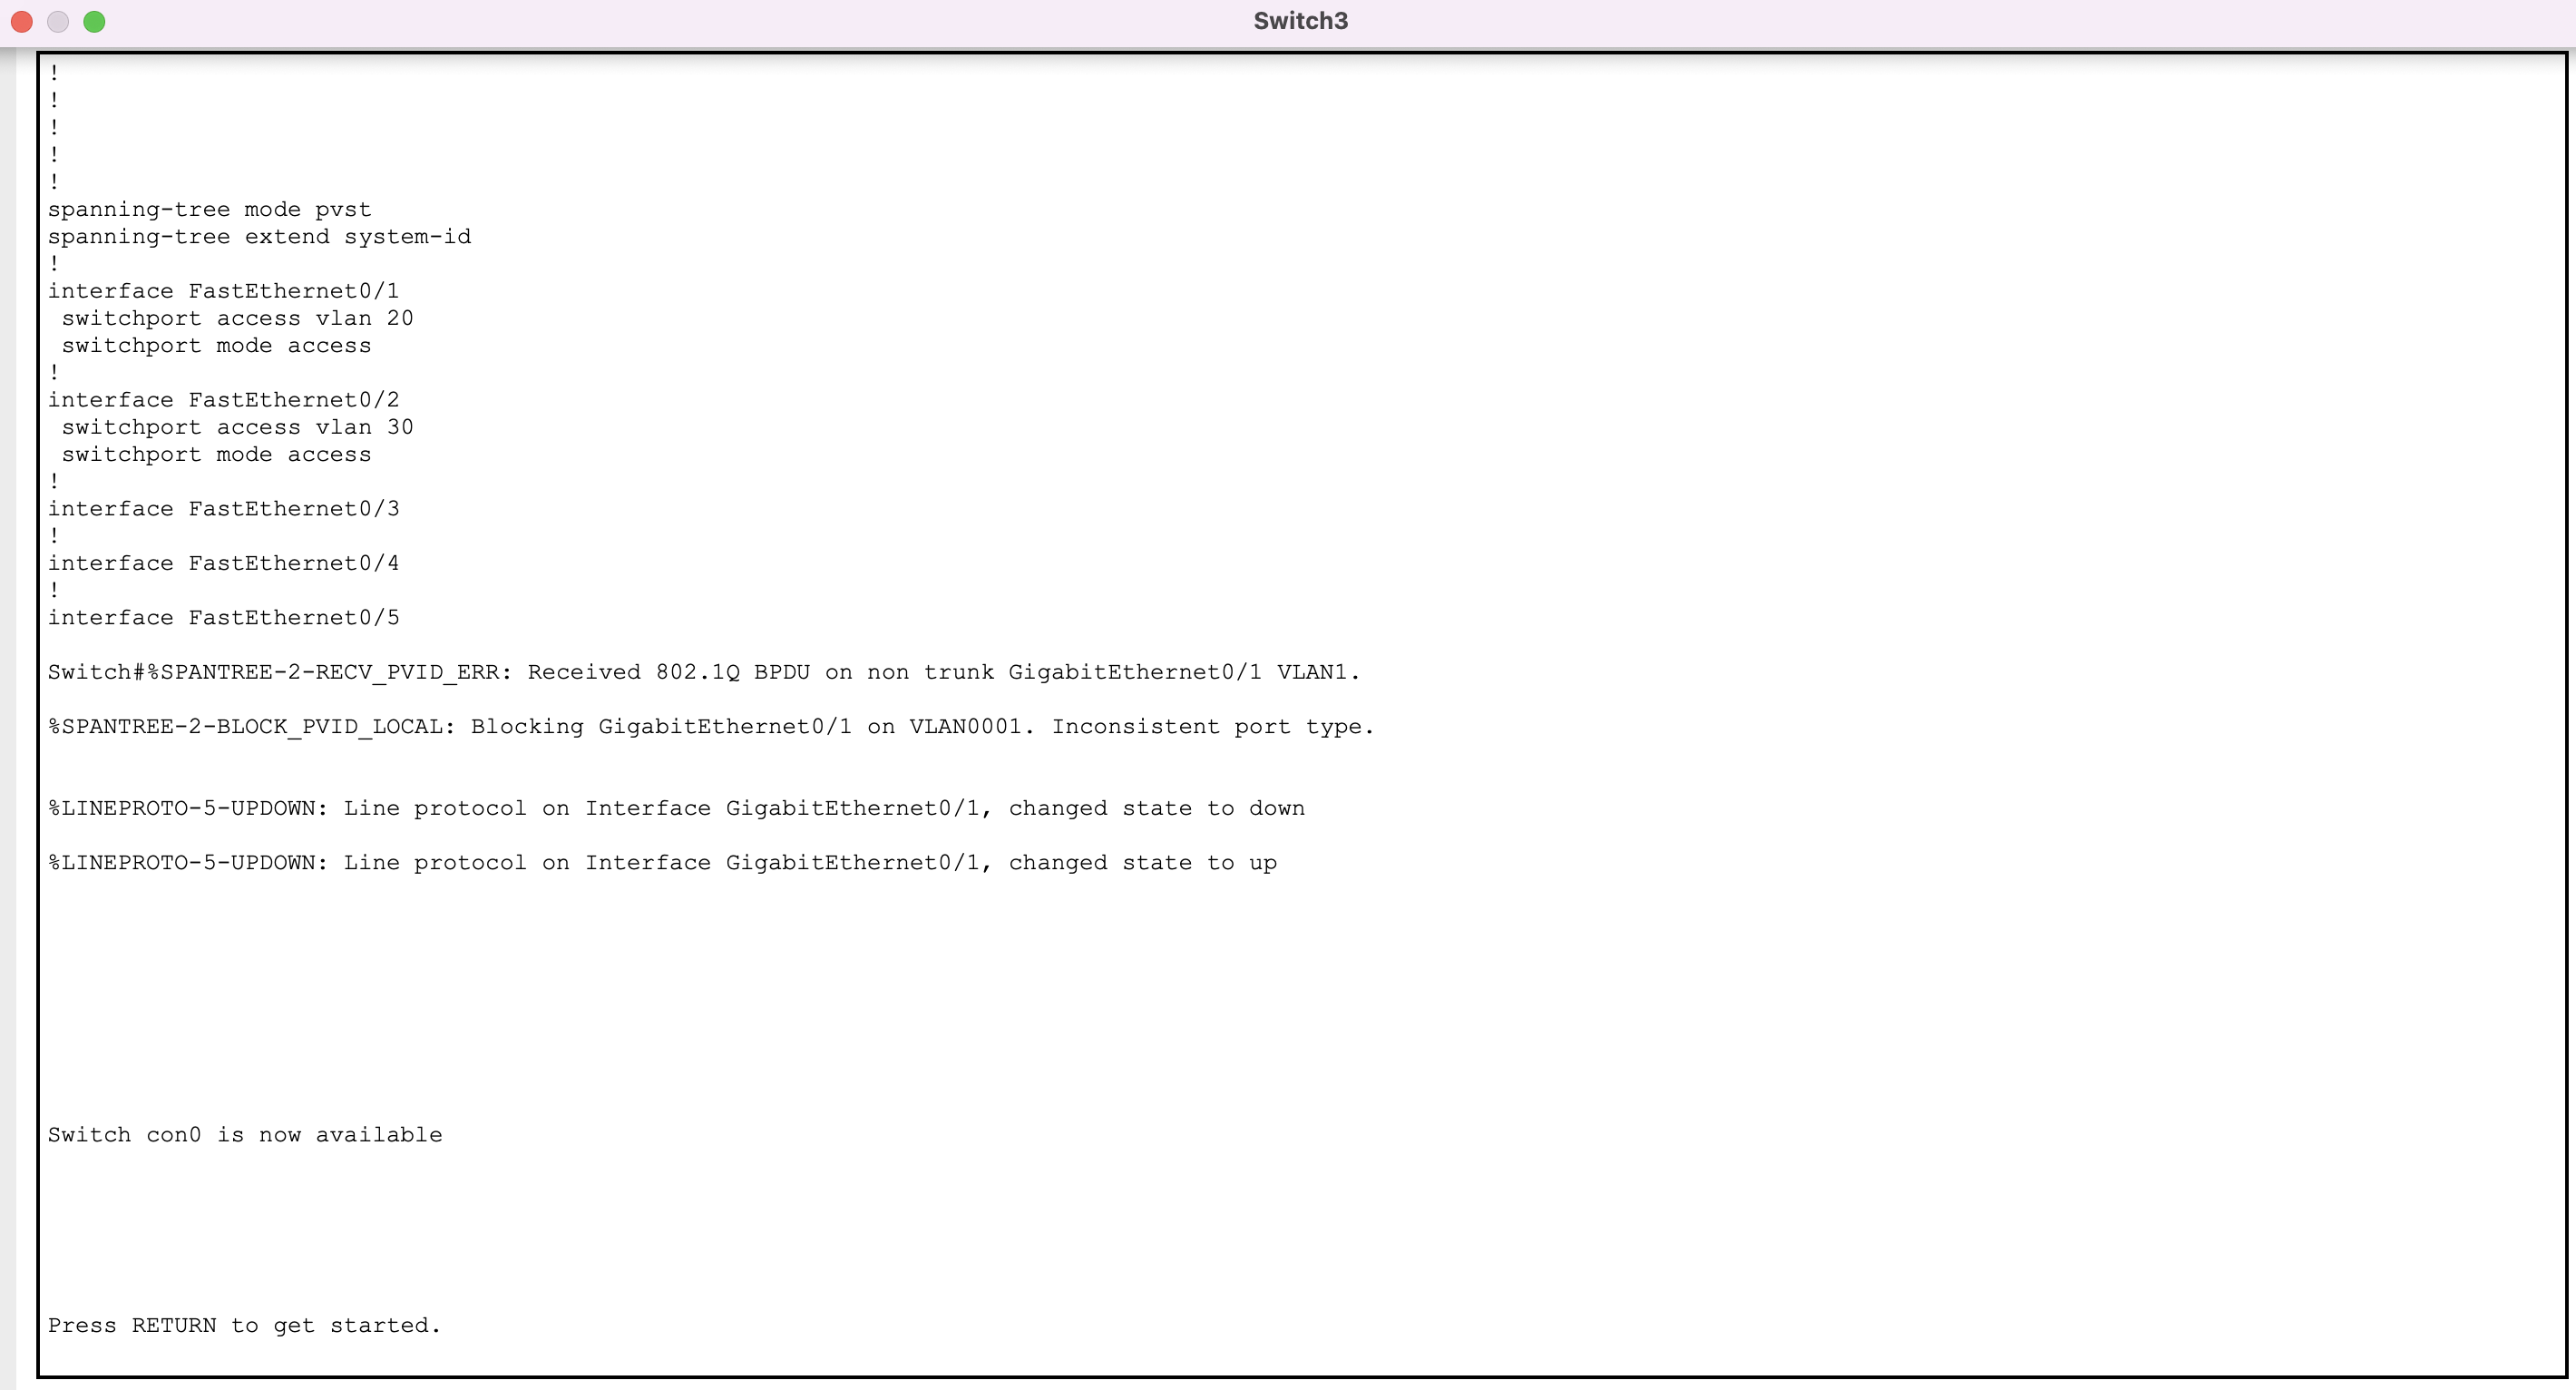 Switch3
!
!
!
!
!
spanning-tree mode pvst
spanning-tree extend system-id
!
interface FastEthernet0/1
 switchport access vlan 20
 switchport mode access
!
interface FastEthernet0/2
 switchport access vlan 30
 switchport mode access
!
interface FastEthernet0/3
!
interface FastEthernet0/4
!
interface FastEthernet0/5
Switch#%SPANTREE-2-RECV_PVID_ERR: Received 802.1Q BPDU on non trunk GigabitEthernet0/1 VLAN1.
%SPANTREE-2-BLOCK_PVID_LOCAL: Blocking GigabitEthernet0/1 on VLAN0001. Inconsistent port type.
%LINEPROTO-5-UPDOWN: Line protocol on Interface GigabitEthernet0/1, changed state to down
%LINEPROTO-5-UPDOWN: Line protocol on Interface GigabitEthernet0/1, changed state to up
Switch con0 is now available
Press RETURN to get started.